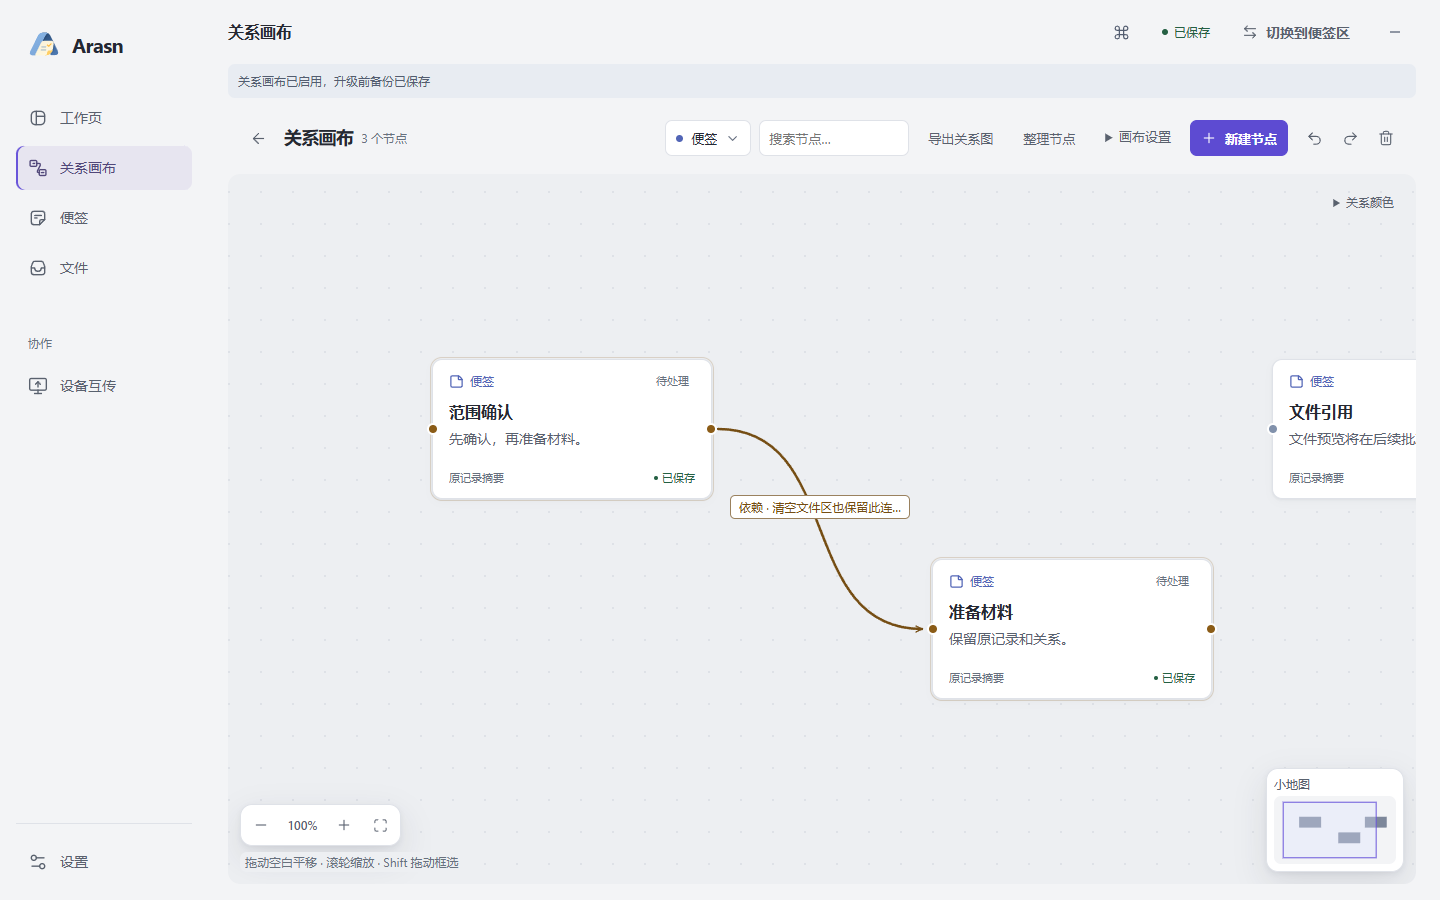 Arasn
工作页
关系画布
便签
文件
协作
设备互传
设置
关系画布
已保存
切换到便签区
关系画布已启用，升级前备份已保存
关系画布 3 个节点
便签
搜索节点...
导出关系图
整理节点
画布设置
新建节点
关系颜色
便签 待处理
范围确认
先确认，再准备材料。
原记录摘要 已保存
依赖 · 清空文件区也保留此连...
便签
文件引用
文件预览将在后续批
原记录摘要
便签 待处理
准备材料
保留原记录和关系。
原记录摘要 已保存
小地图
100%
拖动空白平移 · 滚轮缩放 · Shift 拖动框选